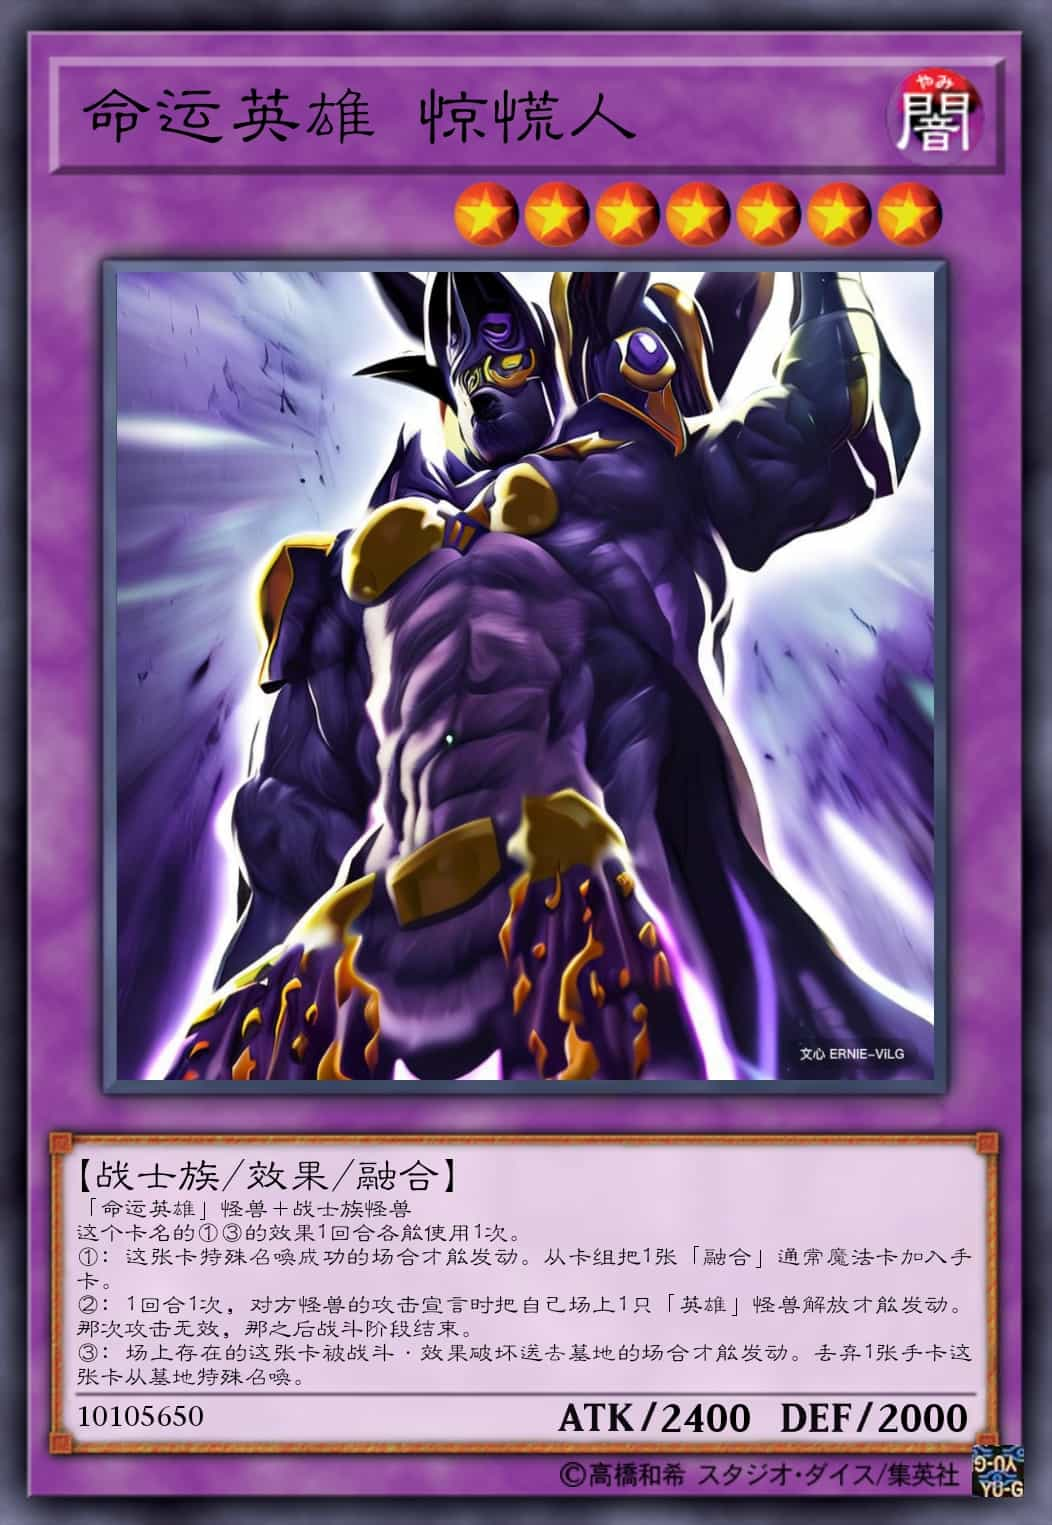 命运英雄 惊慌人
やみ
闇
文心 ERNIE-ViLG
【战士族/效果/融合】
「命运英雄」怪兽＋战士族怪兽
这个卡名的①③的效果1回合各能使用1次。
①：这张卡特殊召唤成功的场合才能发动。从卡组把1张「融合」通常魔法卡加入手
卡。
②：1回合1次，对方怪兽的攻击宣言时把自己场上1只「英雄」怪兽解放才能发动。
那次攻击无效，那之后战斗阶段结束。
③：场上存在的这张卡被战斗·效果破坏送去墓地的场合才能发动。丢弃1张手卡这
张卡从墓地特殊召唤。
10105650 ATK/2400 DEF/2000
©高橋和希 スタジオ·ダイス/集英社
YU-G